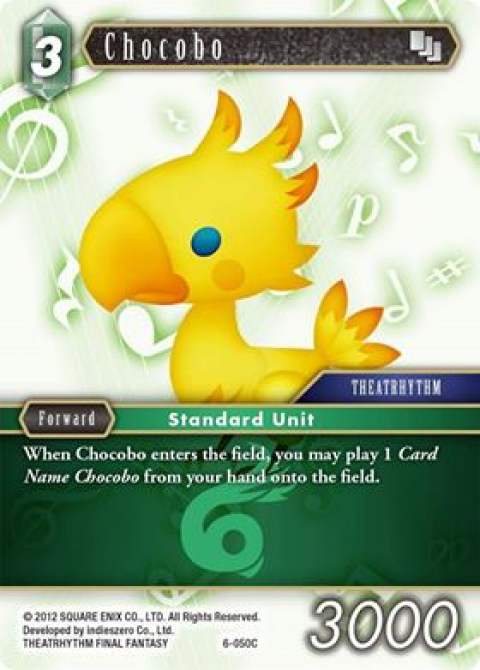 3
Chocobo
p
THEATRHYTHM
Forward
Standard Unit
When Chocobo enters the field, you may play 1 Card
Name Chocobo from your hand onto the field.
6
© 2012 SQUARE ENIX CO., LTD. All Rights Reserved.
Developed by indieszero Co., Ltd.
THEATRHYTHM FINAL FANTASY 6-050C
3000